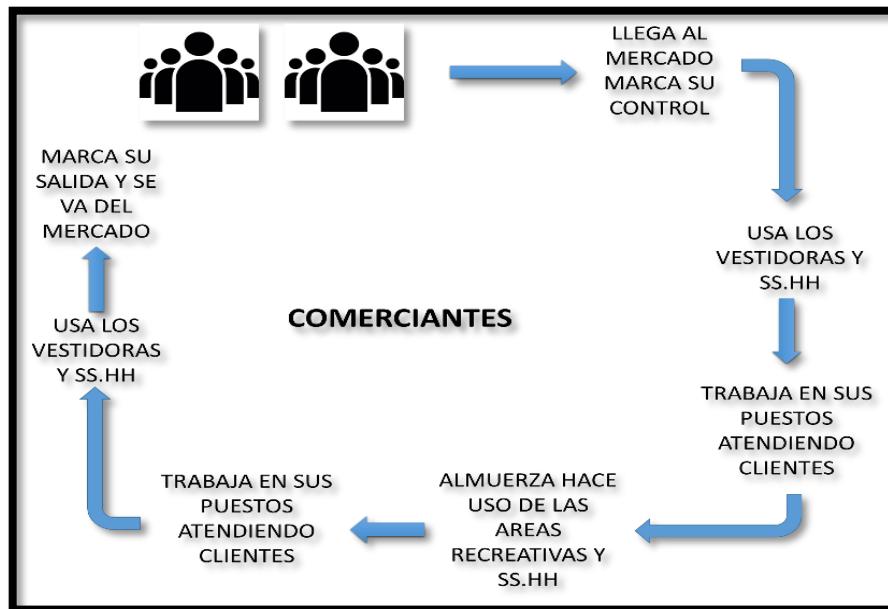 LLEGA AL
MERCADO
MARCA SU
CONTROL
USA LOS
VESTIDORAS Y
SS.HH
TRABAJA EN SUS
PUESTOS
ATENDIENDO
CLIENTES
ALMUERZA HACE
USO DE LAS
AREAS
RECREATIVAS Y
SS.HH
TRABAJA EN SUS
PUESTOS
ATENDIENDO
CLIENTES
USA LOS
VESTIDORAS
Y SS.HH
MARCA SU
SALIDA Y SE
VA DEL
MERCADO
COMERCIANTES